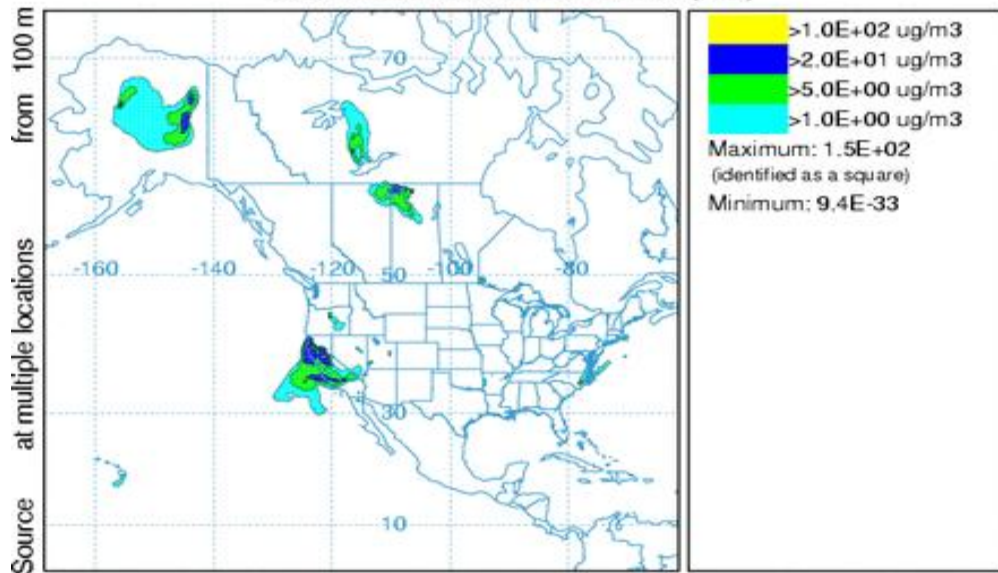 Source at multiple locations from 100 m
70
-160 -140 -120 -100 -80
50
30
10
>1.0E+02 ug/m3
>2.0E+01 ug/m3
>5.0E+00 ug/m3
>1.0E+00 ug/m3
Maximum: 1.5E+02
(identified as a square)
Minimum: 9.4E-33